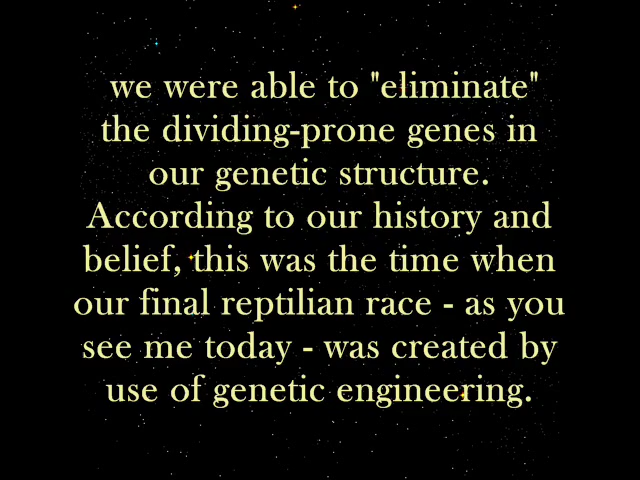 we were able to "eliminate"
the dividing-prone genes in
our genetic structure.
According to our history and
belief, this was the time when
our final reptilian race - as you
see me today - was created by
use of genetic engineering.